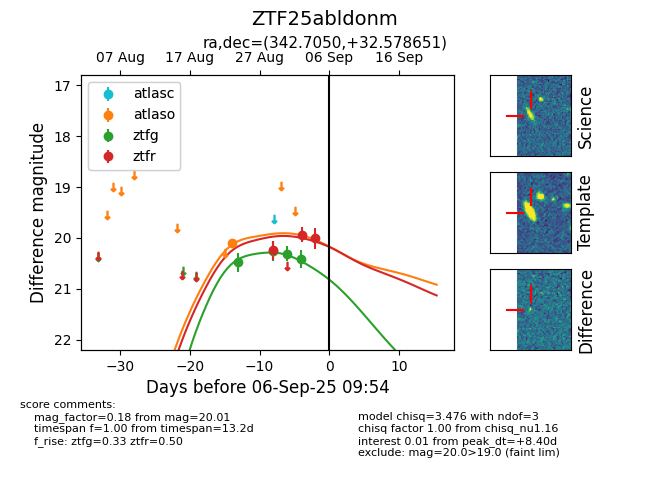 ZTF25abldonm
ra,dec=(342.7050,+32.578651)
07 Aug 17 Aug 27 Aug 06 Sep 16 Sep
atlasc
atlaso
ztfg
ztfr
17
18
19
20
21
22
Difference magnitude
−30 −20 −10 0 10
Days before 06-Sep-25 09:54
Science
Template
Difference
score comments:
mag_factor=0.18 from mag=20.01
timespan f=1.00 from timespan=13.2d
f_rise: ztfg=0.33 ztfr=0.50
model chisq=3.476 with ndof=3
chisq factor 1.00 from chisq_nu1.16
interest 0.01 from peak_dt=+8.40d
exclude: mag=20.0>19.0 (faint lim)